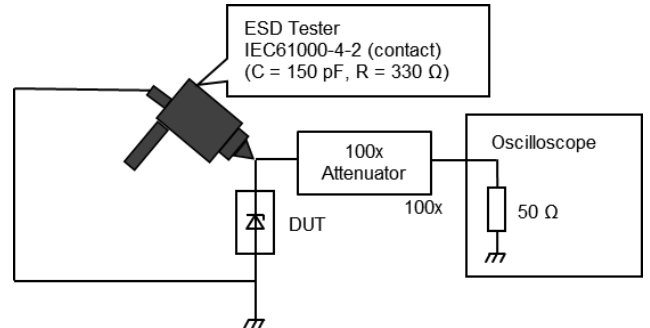 ESD Tester
IEC61000-4-2 (contact)
(C = 150 pF, R = 330 Ω)
100x
Attenuator
100x
Oscilloscope
50 Ω
DUT